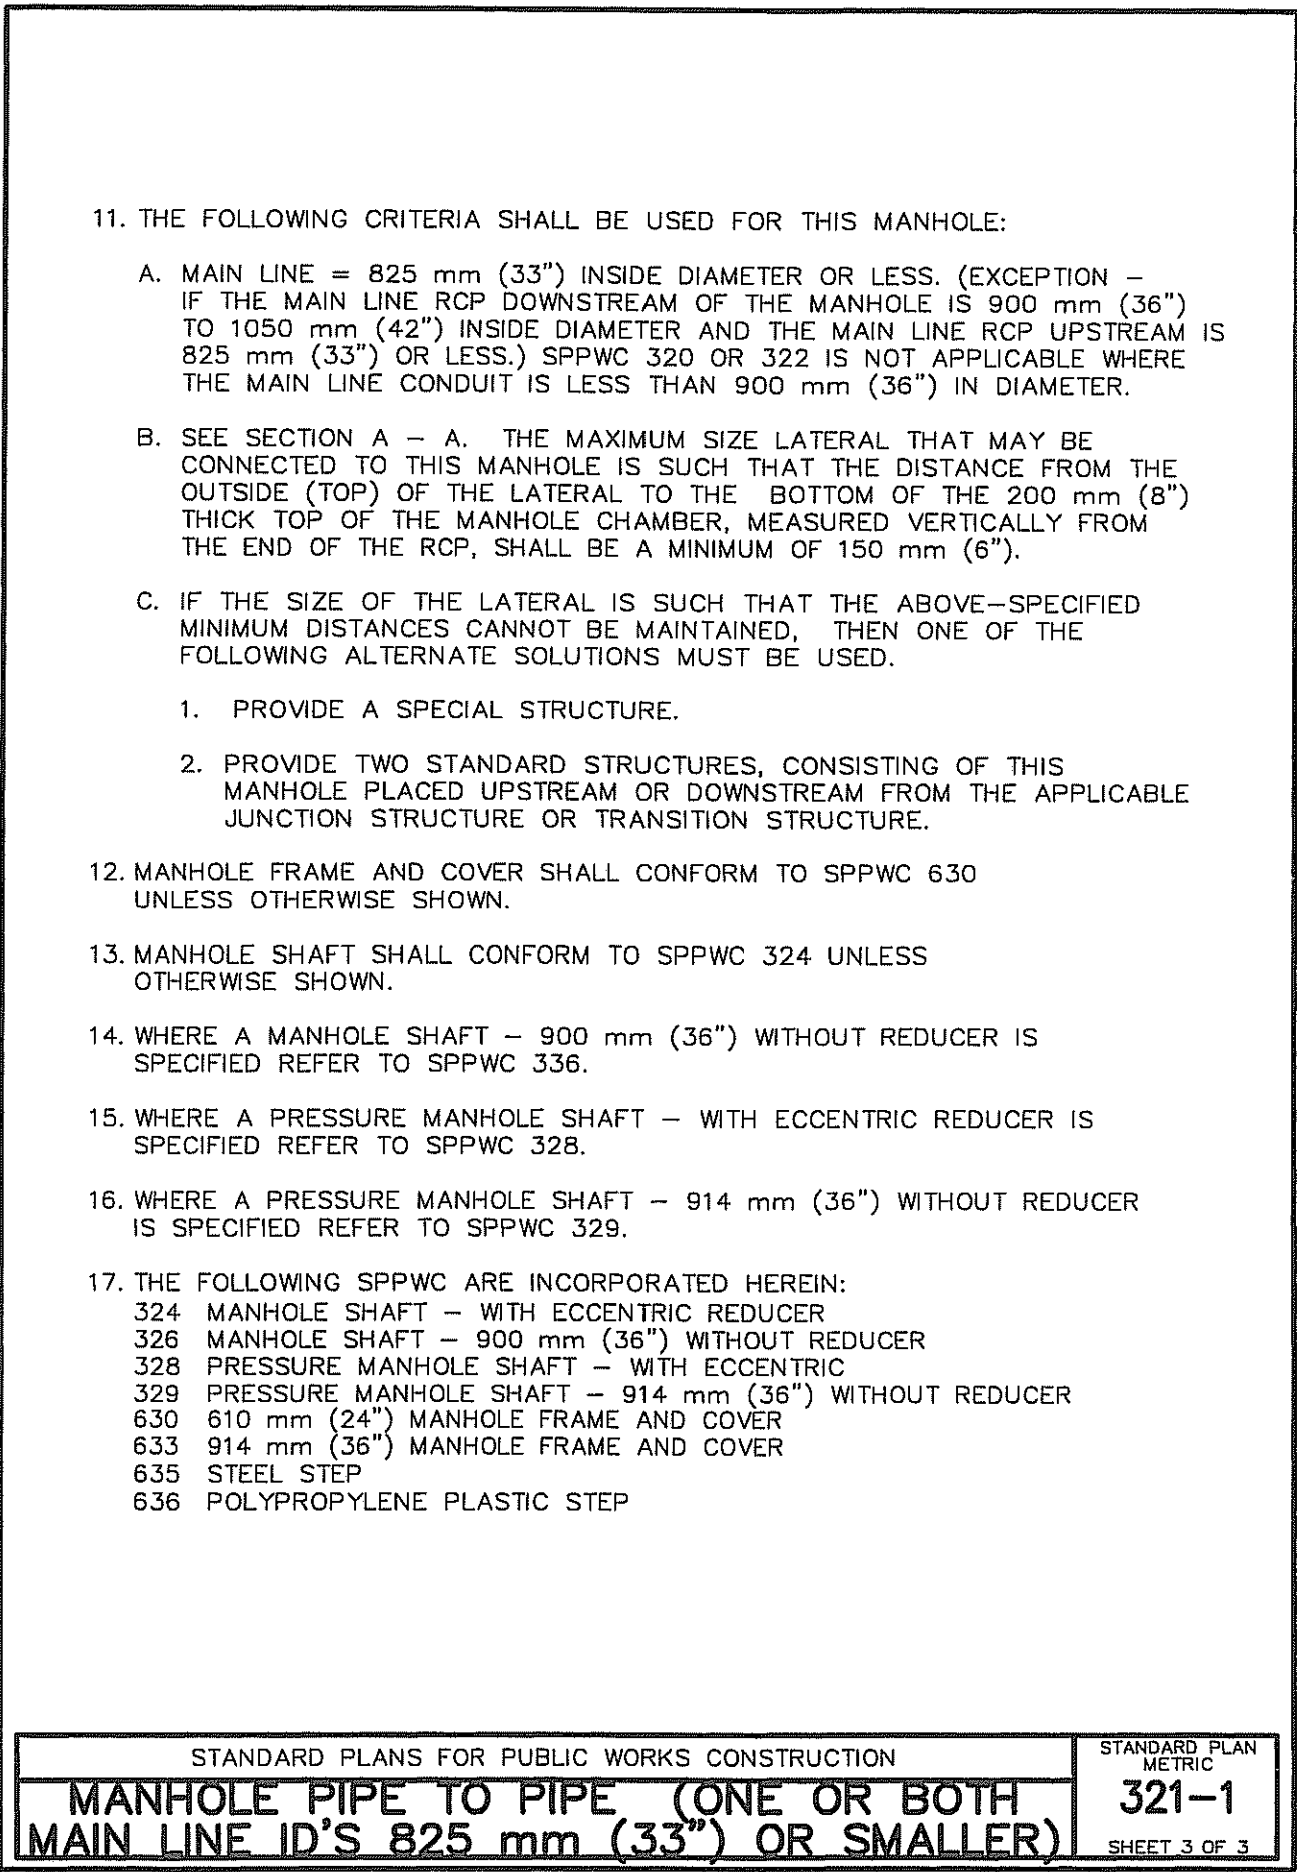 11. THE FOLLOWING CRITERIA SHALL BE USED FOR THIS MANHOLE:
A. MAIN LINE = 825 mm (33") INSIDE DIAMETER OR LESS. (EXCEPTION –
IF THE MAIN LINE RCP DOWNSTREAM OF THE MANHOLE IS 900 mm (36")
TO 1050 mm (42") INSIDE DIAMETER AND THE MAIN LINE RCP UPSTREAM IS
825 mm (33") OR LESS.) SPPWC 320 OR 322 IS NOT APPLICABLE WHERE
THE MAIN LINE CONDUIT IS LESS THAN 900 mm (36") IN DIAMETER.
B. SEE SECTION A – A. THE MAXIMUM SIZE LATERAL THAT MAY BE
CONNECTED TO THIS MANHOLE IS SUCH THAT THE DISTANCE FROM THE
OUTSIDE (TOP) OF THE LATERAL TO THE BOTTOM OF THE 200 mm (8")
THICK TOP OF THE MANHOLE CHAMBER, MEASURED VERTICALLY FROM
THE END OF THE RCP, SHALL BE A MINIMUM OF 150 mm (6").
C. IF THE SIZE OF THE LATERAL IS SUCH THAT THE ABOVE–SPECIFIED
MINIMUM DISTANCES CANNOT BE MAINTAINED, THEN ONE OF THE
FOLLOWING ALTERNATE SOLUTIONS MUST BE USED.
1. PROVIDE A SPECIAL STRUCTURE.
2. PROVIDE TWO STANDARD STRUCTURES, CONSISTING OF THIS
MANHOLE PLACED UPSTREAM OR DOWNSTREAM FROM THE APPLICABLE
JUNCTION STRUCTURE OR TRANSITION STRUCTURE.
12. MANHOLE FRAME AND COVER SHALL CONFORM TO SPPWC 630
UNLESS OTHERWISE SHOWN.
13. MANHOLE SHAFT SHALL CONFORM TO SPPWC 324 UNLESS
OTHERWISE SHOWN.
14. WHERE A MANHOLE SHAFT – 900 mm (36") WITHOUT REDUCER IS
SPECIFIED REFER TO SPPWC 336.
15. WHERE A PRESSURE MANHOLE SHAFT – WITH ECCENTRIC REDUCER IS
SPECIFIED REFER TO SPPWC 328.
16. WHERE A PRESSURE MANHOLE SHAFT – 914 mm (36") WITHOUT REDUCER
IS SPECIFIED REFER TO SPPWC 329.
17. THE FOLLOWING SPPWC ARE INCORPORATED HEREIN:
324 MANHOLE SHAFT – WITH ECCENTRIC REDUCER
326 MANHOLE SHAFT – 900 mm (36") WITHOUT REDUCER
328 PRESSURE MANHOLE SHAFT – WITH ECCENTRIC
329 PRESSURE MANHOLE SHAFT – 914 mm (36") WITHOUT REDUCER
630 610 mm (24") MANHOLE FRAME AND COVER
633 914 mm (36") MANHOLE FRAME AND COVER
635 STEEL STEP
636 POLYPROPYLENE PLASTIC STEP
STANDARD PLANS FOR PUBLIC WORKS CONSTRUCTION
MANHOLE PIPE TO PIPE (ONE OR BOTH
MAIN LINE ID'S 825 mm (33") OR SMALLER)
STANDARD PLAN
METRIC
321–1
SHEET 3 OF 3